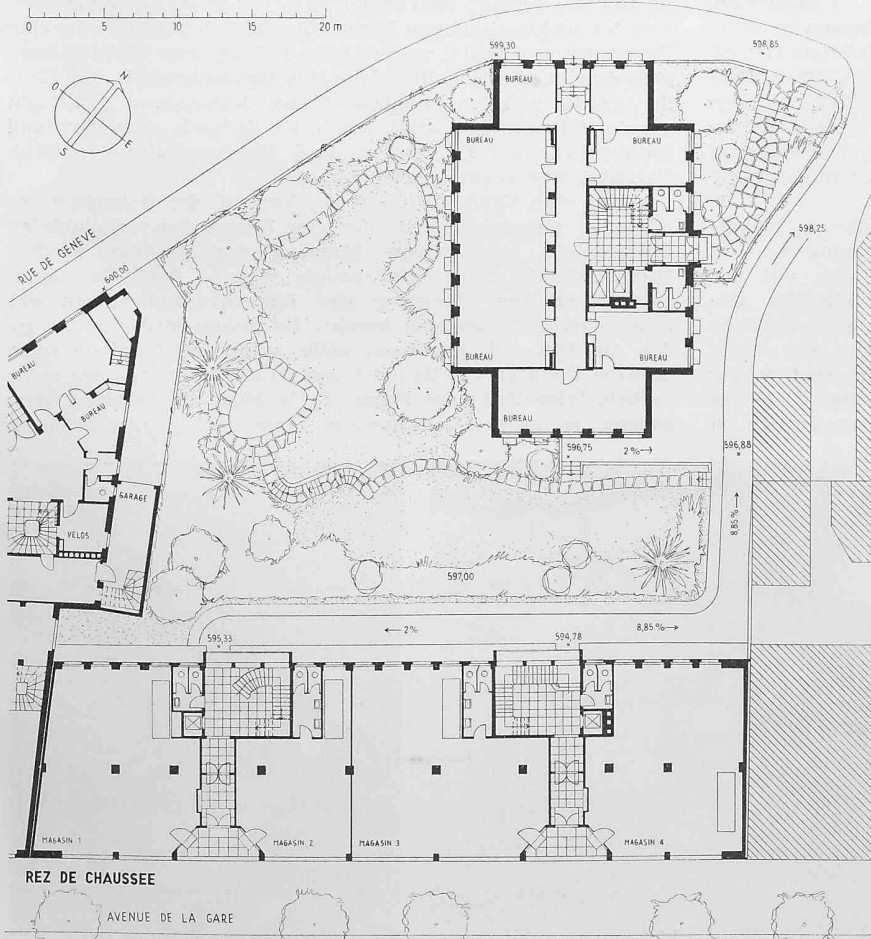 0 5 10 15 20 m
599,30
598,85
N
O
S
E
BUREAU
BUREAU
BUREAU
RUE DE GENEVE
600,00
598,25
BUREAU
BUREAU
BUREAU
BUREAU
BUREAU
596,75
2%→
596,88
GARAGE
VELOS
8,85%→
597,00
595,33
←2%
594,78
8,85%→
MAGASIN 1
MAGASIN 2
MAGASIN 3
MAGASIN 4
REZ DE CHAUSSEE
AVENUE DE LA GARE